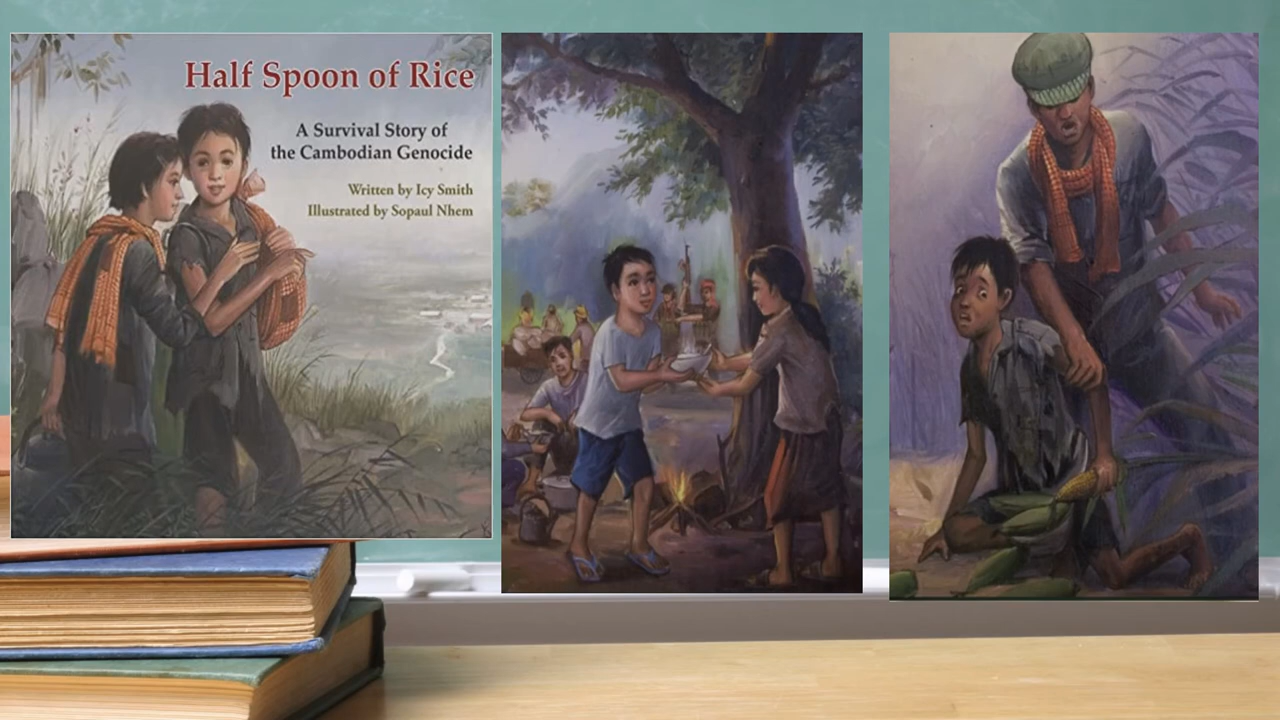 Half Spoon of Rice
A Survival Story of
the Cambodian Genocide
Written by Icy Smith
Illustrated by Sopaul Nhem